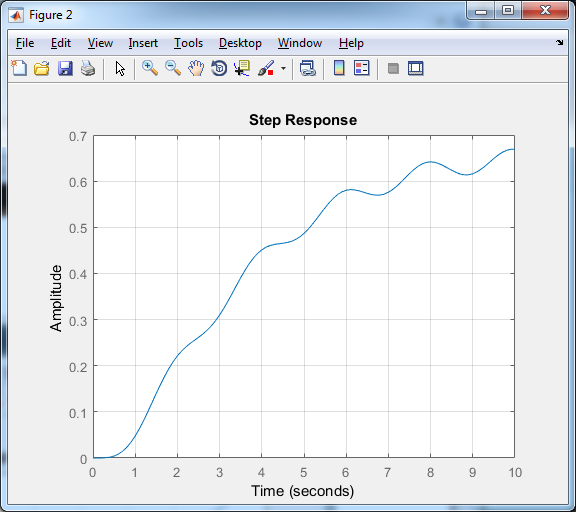 Figure 2
File Edit View Insert Tools Desktop Window Help
Step Response
0.7
0.6
0.5
0.4
0.3
0.2
0.1
0
Amplitude
0 1 2 3 4 5 6 7 8 9 10
Time (seconds)